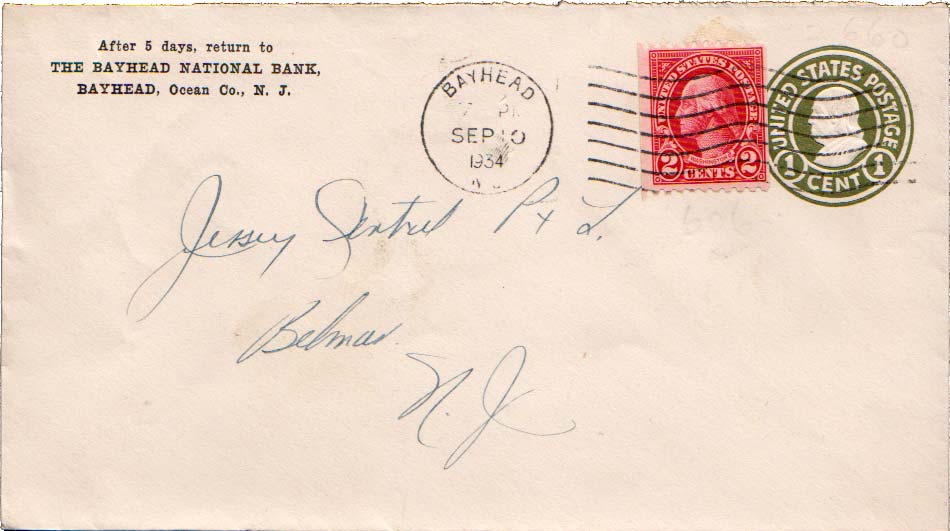 After 5 days, return to
THE BAYHEAD NATIONAL BANK,
BAYHEAD, Ocean Co., N. J.
BAYHEAD
SEP 10
1934
N J
UNITED STATES POSTAGE
WASHINGTON
2 CENTS 2
UNITED STATES POSTAGE
1 CENT 1
Jersey Central P & L.
Belmar
N. J.